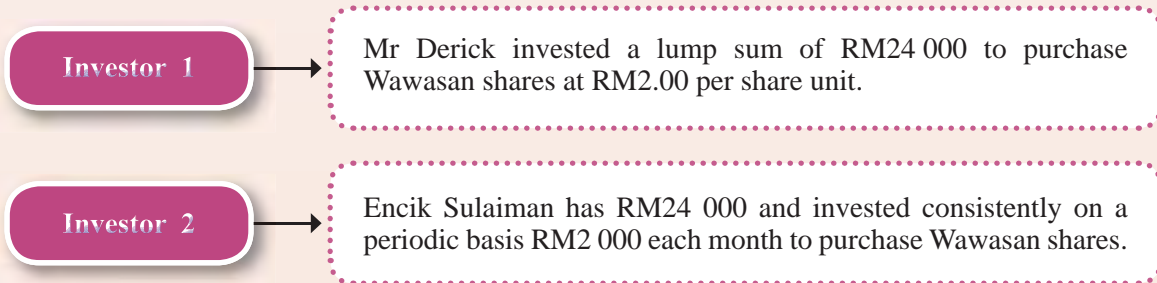 Investor 1
Mr Derick invested a lump sum of RM24 000 to purchase
Wawasan shares at RM2.00 per share unit.
Investor 2
Encik Sulaiman has RM24 000 and invested consistently on a
periodic basis RM2 000 each month to purchase Wawasan shares.